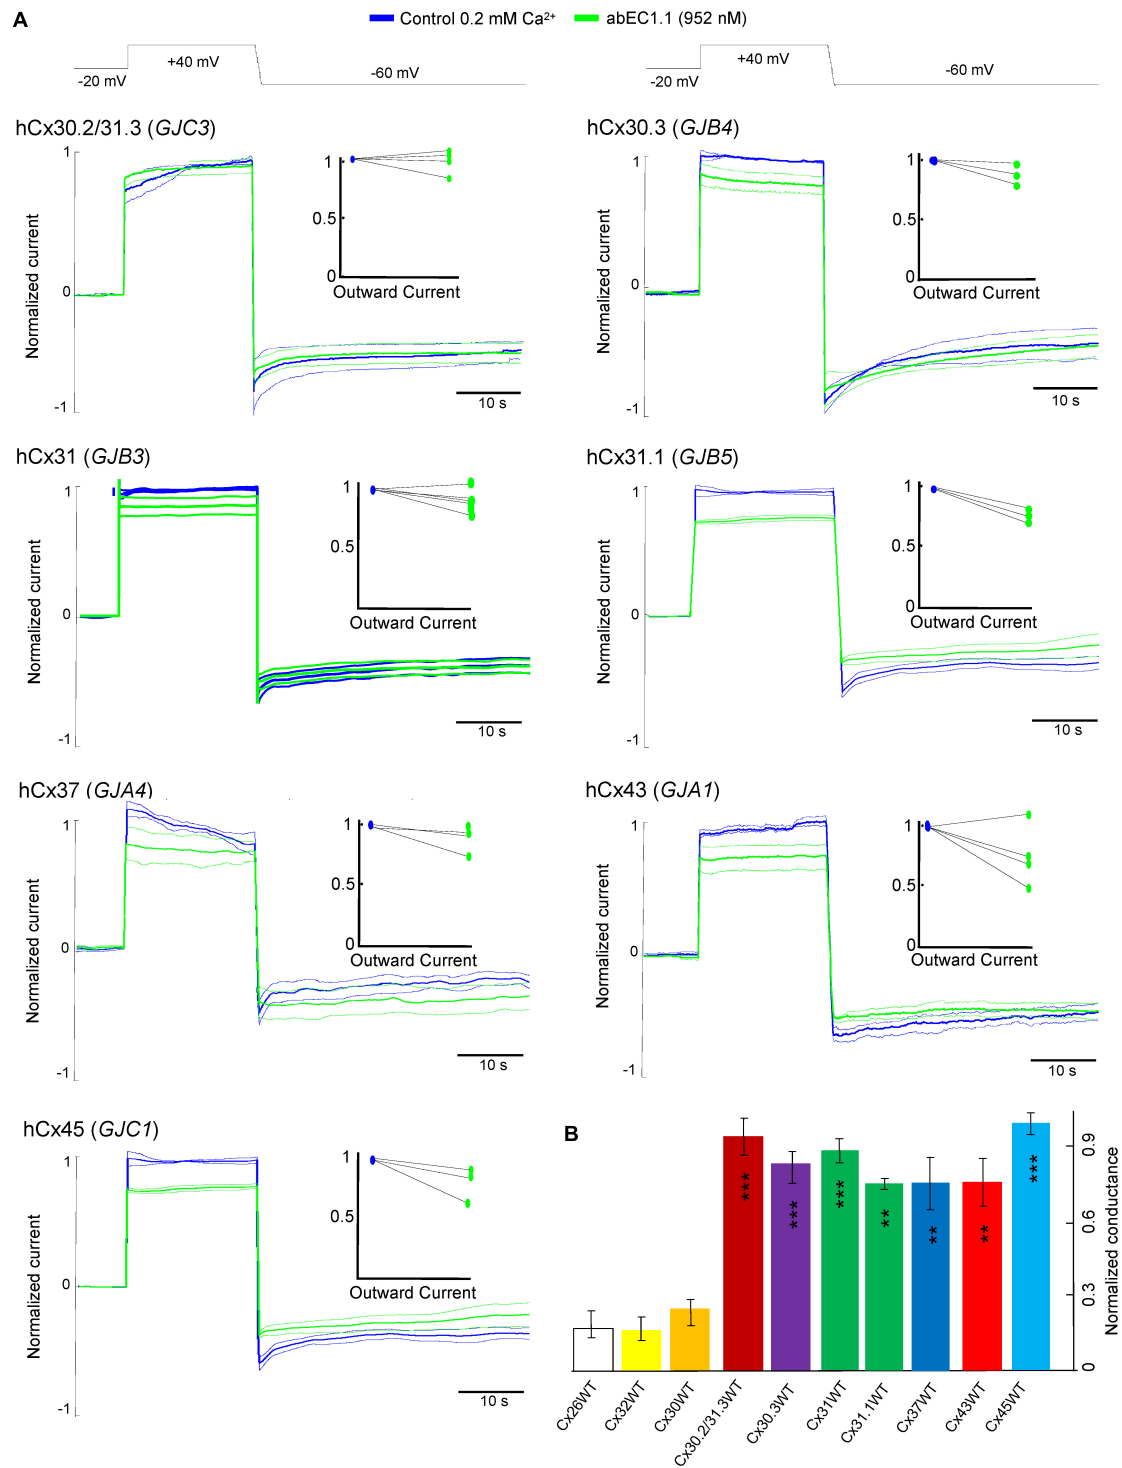 A
Control 0.2 mM Ca²⁺ abEC1.1 (952 nM)
-20 mV +40 mV -60 mV
-20 mV +40 mV -60 mV
hCx30.2/31.3 (GJC3)
Normalized current
1
0
-1
1
0.5
0
Outward Current
10 s
hCx30.3 (GJB4)
Normalized current
1
0
-1
1
0.5
0
Outward Current
10 s
hCx31 (GJB3)
Normalized current
1
0
-1
1
0.5
Outward Current
10 s
hCx31.1 (GJB5)
Normalized current
1
0
-1
1
0.5
0
Outward Current
10 s
hCx37 (GJA4)
Normalized current
1
0
-1
1
0.5
0
Outward Current
10 s
hCx43 (GJA1)
Normalized current
1
0
-1
1
0.5
0
Outward Current
10 s
hCx45 (GJC1)
Normalized current
1
0
-1
1
0.5
Outward Current
10 s
B
*** *** *** ** ** ** ***
0.9
0.6
0.3
0
Normalized conductance
Cx26WT Cx32WT Cx30WT Cx30.2/31.3WT Cx30.3WT Cx31WT Cx31.1WT Cx37WT Cx43WT Cx45WT